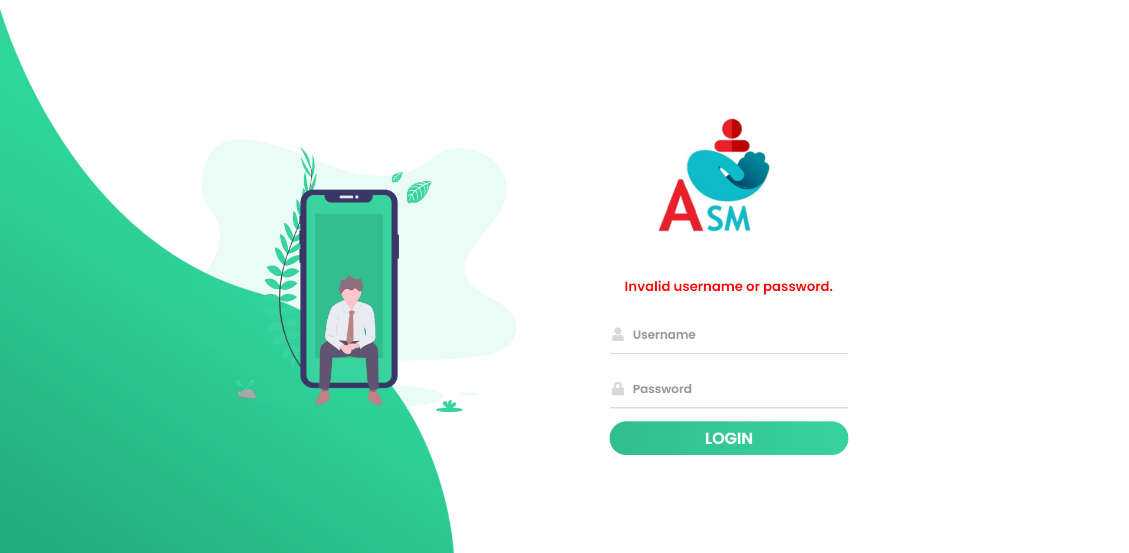 ASM
Invalid username or password.
Username
Password
LOGIN